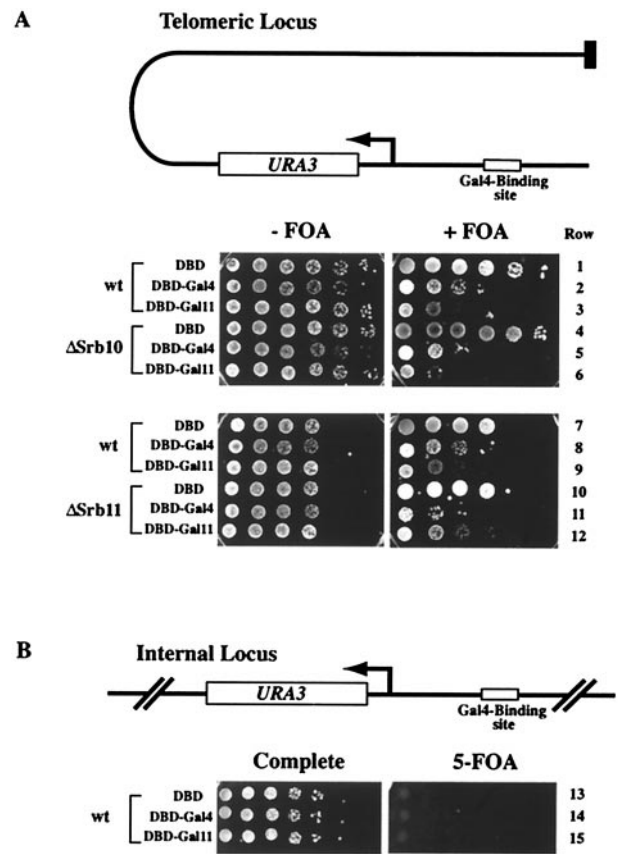 A
Telomeric Locus
URA3
Gal4-Binding
site
- FOA
+ FOA
Row
wt
DBD
1
DBD-Gal4
2
DBD-Gal11
3
ΔSrb10
DBD
4
DBD-Gal4
5
DBD-Gal11
6
wt
DBD
7
DBD-Gal4
8
DBD-Gal11
9
ΔSrb11
DBD
10
DBD-Gal4
11
DBD-Gal11
12
B
Internal Locus
URA3
Gal4-Binding
site
Complete
5-FOA
wt
DBD
13
DBD-Gal4
14
DBD-Gal11
15